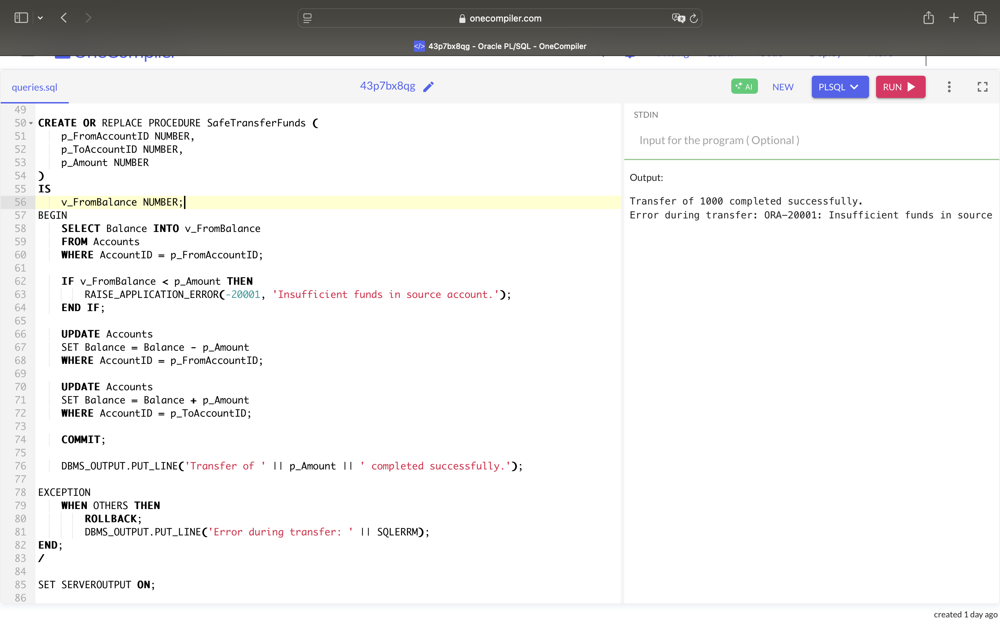 onecompiler.com
</> 43p7bx8qg - Oracle PL/SQL - OneCompiler
queries.sql
43p7bx8qg
AI
NEW
PLSQL
RUN
49
50 CREATE OR REPLACE PROCEDURE SafeTransferFunds (
51 p_FromAccountID NUMBER,
52 p_ToAccountID NUMBER,
53 p_Amount NUMBER
54 )
55 IS
56 v_FromBalance NUMBER;
57 BEGIN
58 SELECT Balance INTO v_FromBalance
59 FROM Accounts
60 WHERE AccountID = p_FromAccountID;
61
62 IF v_FromBalance < p_Amount THEN
63 RAISE_APPLICATION_ERROR(-20001, 'Insufficient funds in source account.');
64 END IF;
65
66 UPDATE Accounts
67 SET Balance = Balance - p_Amount
68 WHERE AccountID = p_FromAccountID;
69
70 UPDATE Accounts
71 SET Balance = Balance + p_Amount
72 WHERE AccountID = p_ToAccountID;
73
74 COMMIT;
75
76 DBMS_OUTPUT.PUT_LINE('Transfer of ' || p_Amount || ' completed successfully.');
77
78 EXCEPTION
79 WHEN OTHERS THEN
80 ROLLBACK;
81 DBMS_OUTPUT.PUT_LINE('Error during transfer: ' || SQLERRM);
82 END;
83 /
84
85 SET SERVEROUTPUT ON;
86
STDIN
Input for the program ( Optional )
Output:
Transfer of 1000 completed successfully.
Error during transfer: ORA-20001: Insufficient funds in source
created 1 day ago